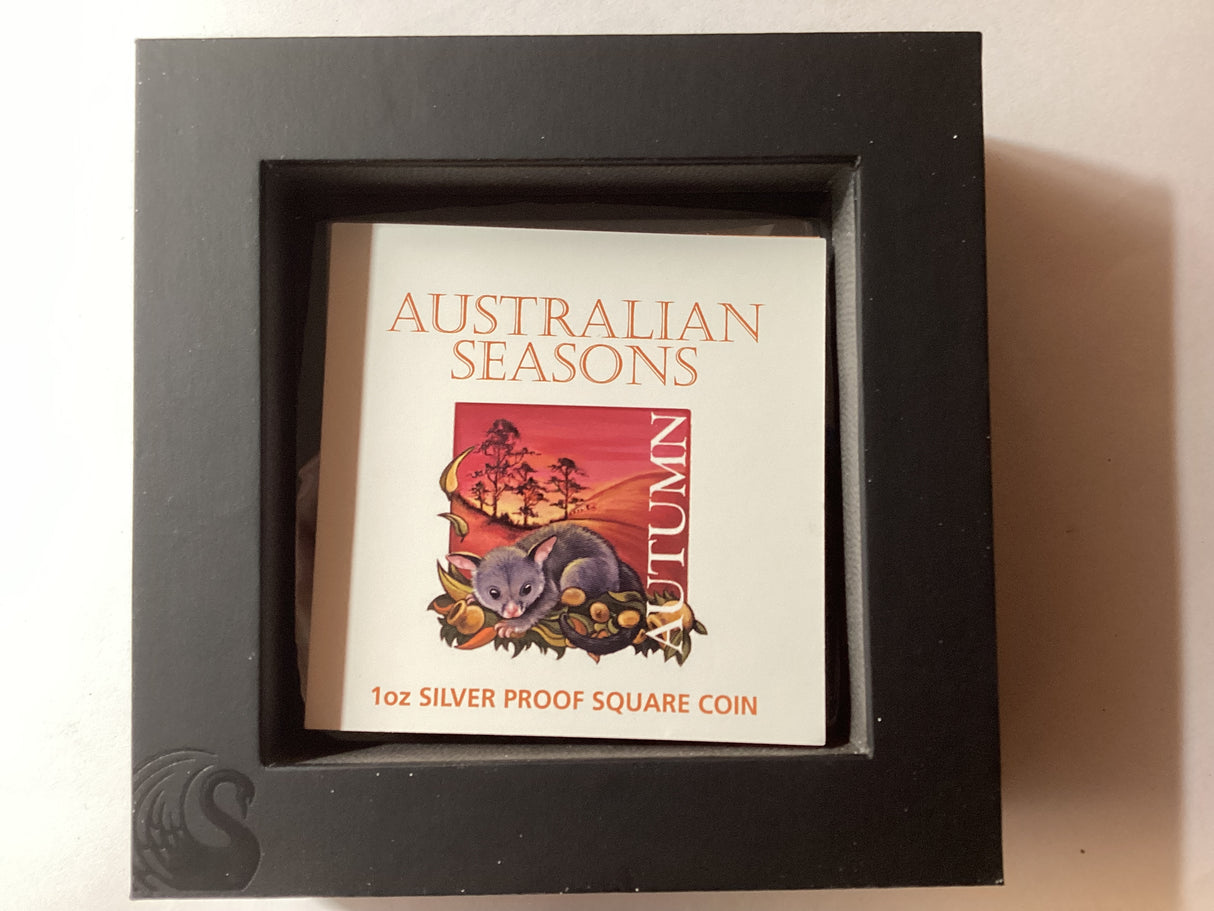 AUSTRALIAN
SEASONS
AUTUMN
1oz SILVER PROOF SQUARE COIN